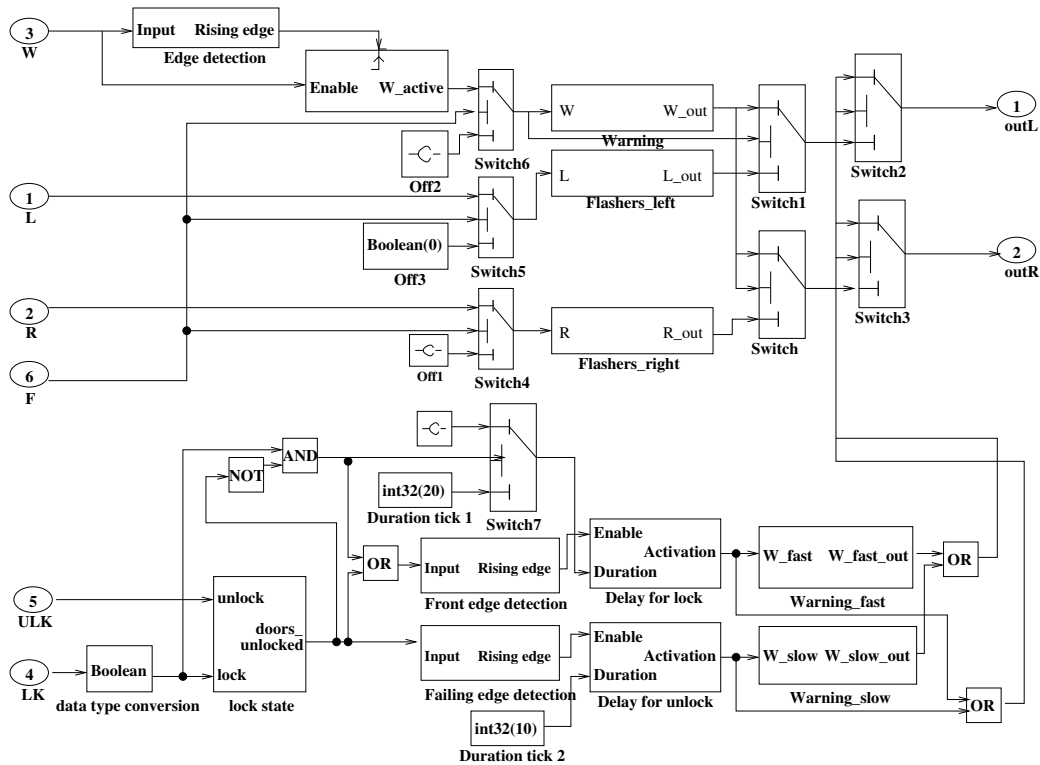 3
W
Input Rising edge
Edge detection
Enable W_active
Switch6
Off2
W W_out
Warning
Switch1
Switch2
1
outL
1
L
L L_out
Flashers_left
Boolean(0)
Off3
Switch5
Switch3
2
outR
2
R
R R_out
Flashers_right
Switch
Off1
Switch4
6
F
AND
NOT
int32(20)
Duration tick 1
Switch7
OR
Input Rising edge
Front edge detection
Enable
Activation
Duration
Delay for lock
W_fast W_fast_out
Warning_fast
OR
5
ULK
unlock
doors_
unlocked
lock
lock state
4
LK
Boolean
data type conversion
Input Rising edge
Failing edge detection
Enable
Activation
Duration
Delay for unlock
W_slow W_slow_out
Warning_slow
OR
int32(10)
Duration tick 2